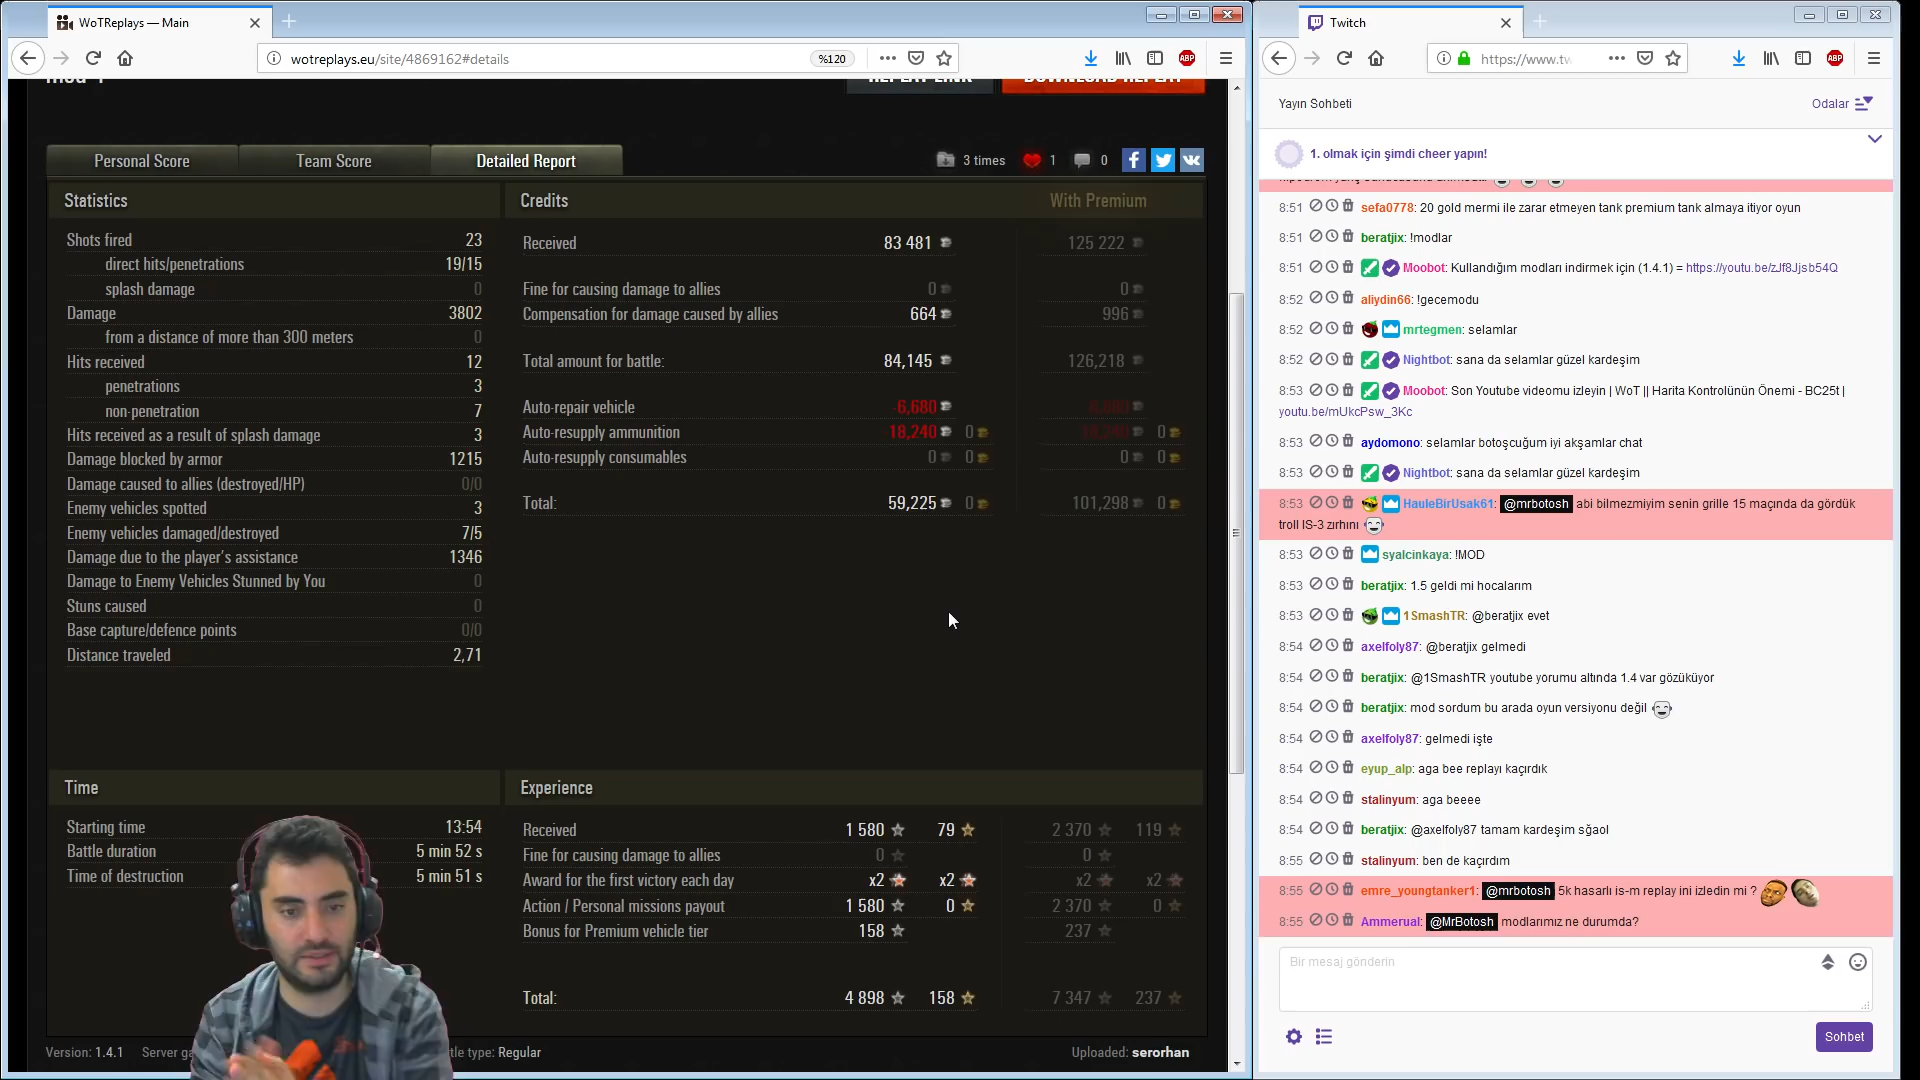 WoTReplays — Main
wotreplays.eu/site/4869162#details
%120
3 times
1
0
Personal Score
Team Score
Detailed Report
Statistics
Shots fired 23
direct hits/penetrations 19/15
splash damage 0
Damage 3802
from a distance of more than 300 meters 0
Hits received 12
penetrations 3
non-penetration 7
Hits received as a result of splash damage 3
Damage blocked by armor 1215
Damage caused to allies (destroyed/HP) 0/0
Enemy vehicles spotted 3
Enemy vehicles damaged/destroyed 7/5
Damage due to the player's assistance 1346
Damage to Enemy Vehicles Stunned by You 0
Stuns caused 0
Base capture/defence points 0/0
Distance traveled 2,71
Credits With Premium
Received 83 481 125 222
Fine for causing damage to allies 0 0
Compensation for damage caused by allies 664 996
Total amount for battle: 84,145 126,218
Auto-repair vehicle -6,680
Auto-resupply ammunition 18,240 0 0
Auto-resupply consumables 0 0 0 0
Total: 59,225 0 101,298 0
Time
Starting time 13:54
Battle duration 5 min 52 s
Time of destruction 5 min 51 s
Experience
Received 1 580 79 2 370 119
Fine for causing damage to allies 0 0
Award for the first victory each day x2 x2 x2 x2
Action / Personal missions payout 1 580 0 2 370 0
Bonus for Premium vehicle tier 158 237
Total: 4 898 158 7 347 237
Version: 1.4.1
Regular
Uploaded: serorhan
Twitch
https://www.tw
Yayın Sohbeti
Odalar
1. olmak için şimdi cheer yapın!
8:51 sefa0778: 20 gold mermi ile zarar etmeyen tank premium tank almaya itiyor oyun
8:51 beratjix: !modlar
8:51 Moobot: Kullandığım modları indirmek için (1.4.1) = https://youtu.be/zJf8Jjsb54Q
8:52 aliydin66: !gecemodu
8:52 mrtegmen: selamlar
8:52 Nightbot: sana da selamlar güzel kardeşim
8:53 Moobot: Son Youtube videomu izleyin | WoT || Harita Kontrolünün Önemi - BC25t |
youtu.be/mUkcPsw_3Kc
8:53 aydomono: selamlar botoşcuğum iyi akşamlar chat
8:53 Nightbot: sana da selamlar güzel kardeşim
8:53 HauleBirUsak61: @mrbotosh abi bilmezmiyim senin grille 15 maçında da gördük
troll IS-3 zırhını
8:53 syalcinkaya: !MOD
8:53 beratjix: 1.5 geldi mi hocalarım
8:53 1SmashTR: @beratjix evet
8:54 axelfoly87: @beratjix gelmedi
8:54 beratjix: @1SmashTR youtube yorumu altında 1.4 var gözüküyor
8:54 beratjix: mod sordum bu arada oyun versiyonu değil
8:54 axelfoly87: gelmedi işte
8:54 eyup_alp: aga bee replayı kaçırdık
8:54 stalinyum: aga beeee
8:54 beratjix: @axelfoly87 tamam kardeşim sğaol
8:55 stalinyum: ben de kaçırdım
8:55 emre_youngtanker1: @mrbotosh 5k hasarlı is-m replay ini izledin mi ?
8:55 Ammerual: @MrBotosh modlarımız ne durumda?
Bir mesaj gönderin
Sohbet